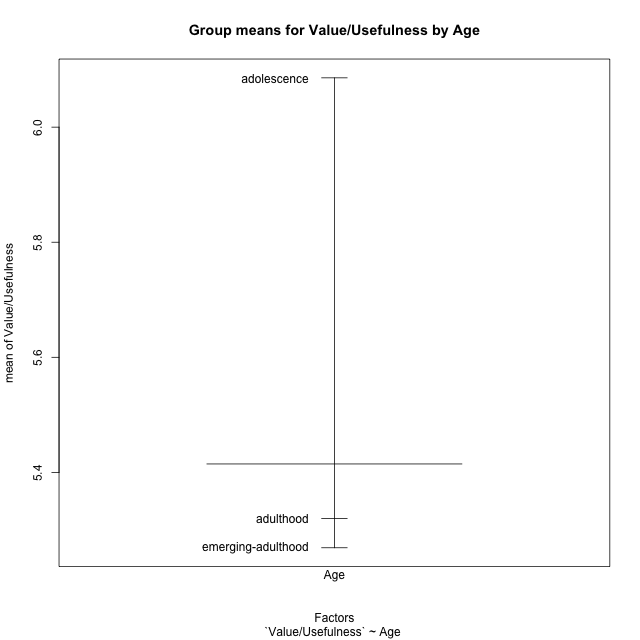 Group means for Value/Usefulness by Age
mean of Value/Usefulness
6.0
5.8
5.6
5.4
adolescence
adulthood
emerging-adulthood
Age
Factors
`Value/Usefulness` ~ Age